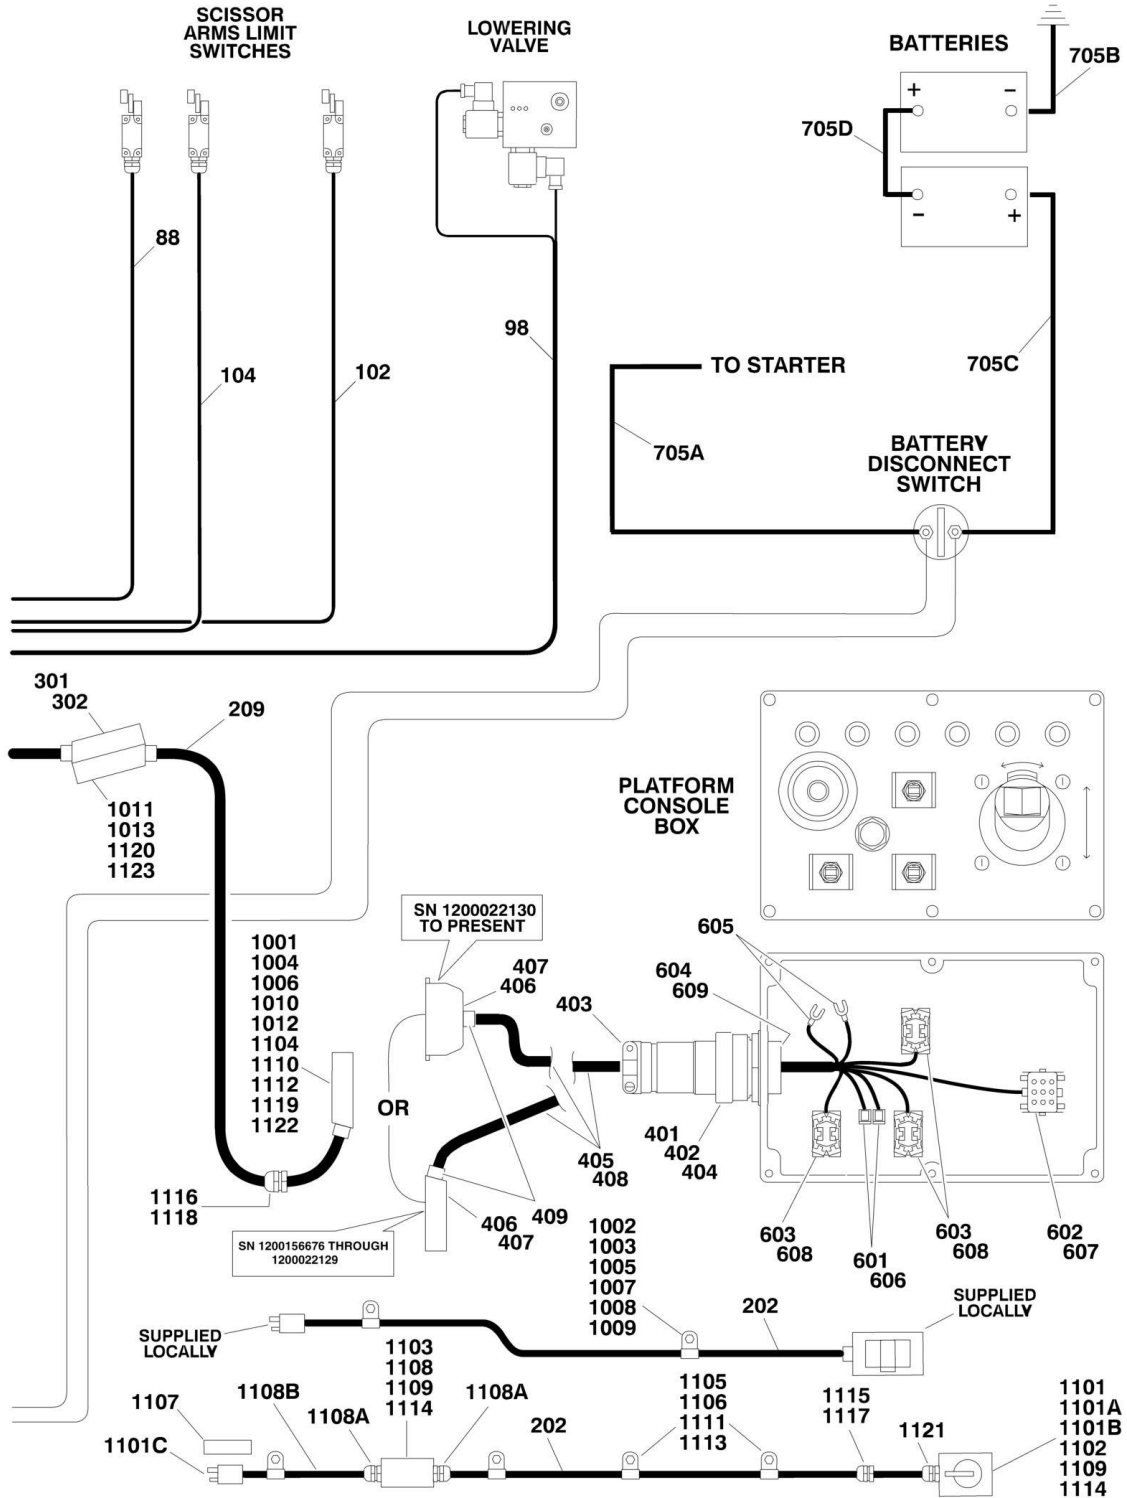 SCISSOR
ARMS LIMIT
SWITCHES
LOWERING
VALVE
BATTERIES
705B
+
-
705D
-
+
88
98
104
102
TO STARTER
705C
705A
BATTERY
DISCONNECT
SWITCH
301
302
209
1011
1013
1120
1123
PLATFORM
CONSOLE
BOX
SN 1200022130
TO PRESENT
1001
1004
1006
1010
1012
1104
1110
1112
1119
1122
407
406
403
605
604
609
OR
401
402
404
405
408
1116
1118
409
406
407
SN 1200156676 THROUGH
1200022129
603
608
601
606
603
608
602
607
1002
1003
1005
1007
1008
1009
202
SUPPLIED
LOCALLY
SUPPLIED
LOCALLY
1103
1108
1109
1114
1108B
1108A
1108A
1107
1101C
202
1105
1106
1111
1113
1115
1117
1121
1101
1101A
1101B
1102
1109
1114